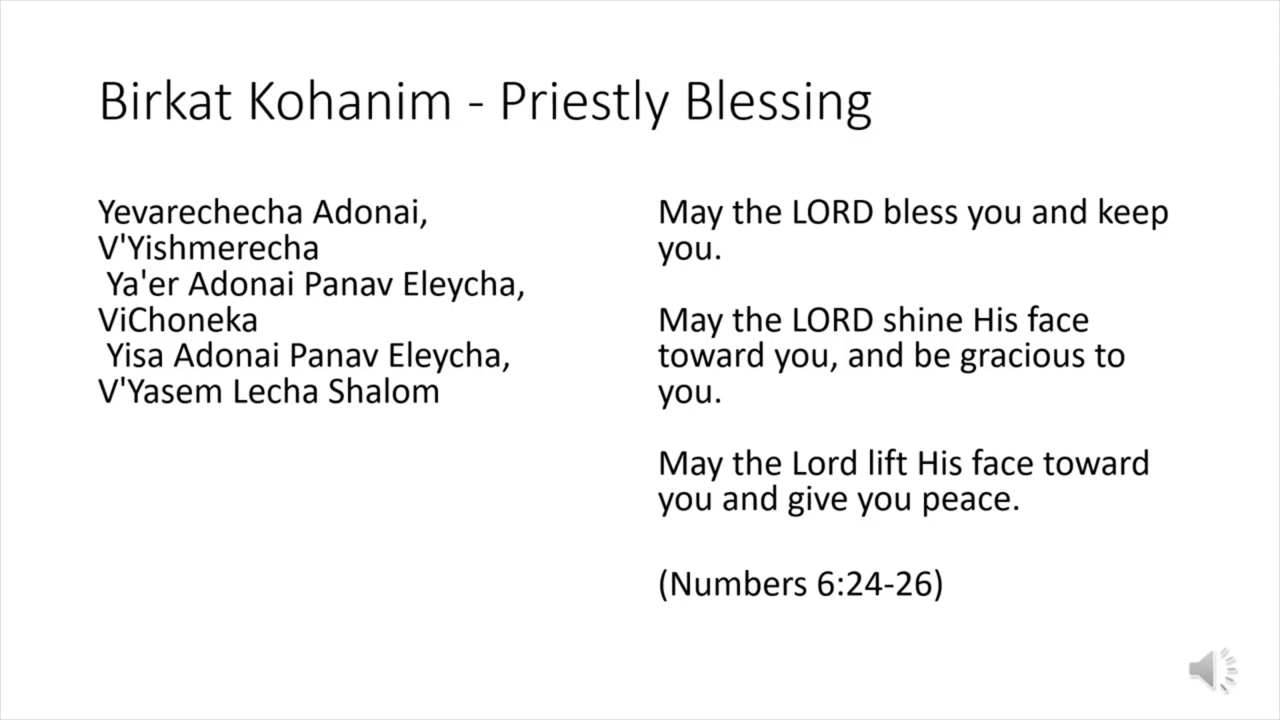 Birkat Kohanim - Priestly Blessing
Yevarechecha Adonai,
V'Yishmerecha
Ya'er Adonai Panav Eleycha,
ViChoneka
Yisa Adonai Panav Eleycha,
V'Yasem Lecha Shalom
May the LORD bless you and keep
you.
May the LORD shine His face
toward you, and be gracious to
you.
May the Lord lift His face toward
you and give you peace.
(Numbers 6:24-26)